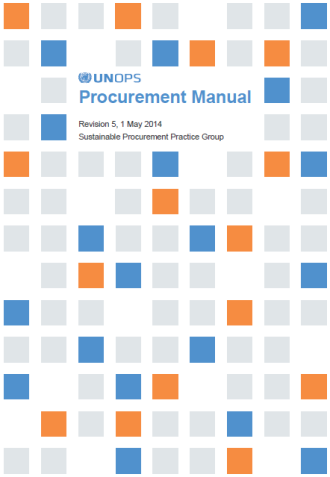 UNOPS
Procurement Manual
Revision 5, 1 May 2014
Sustainable Procurement Practice Group